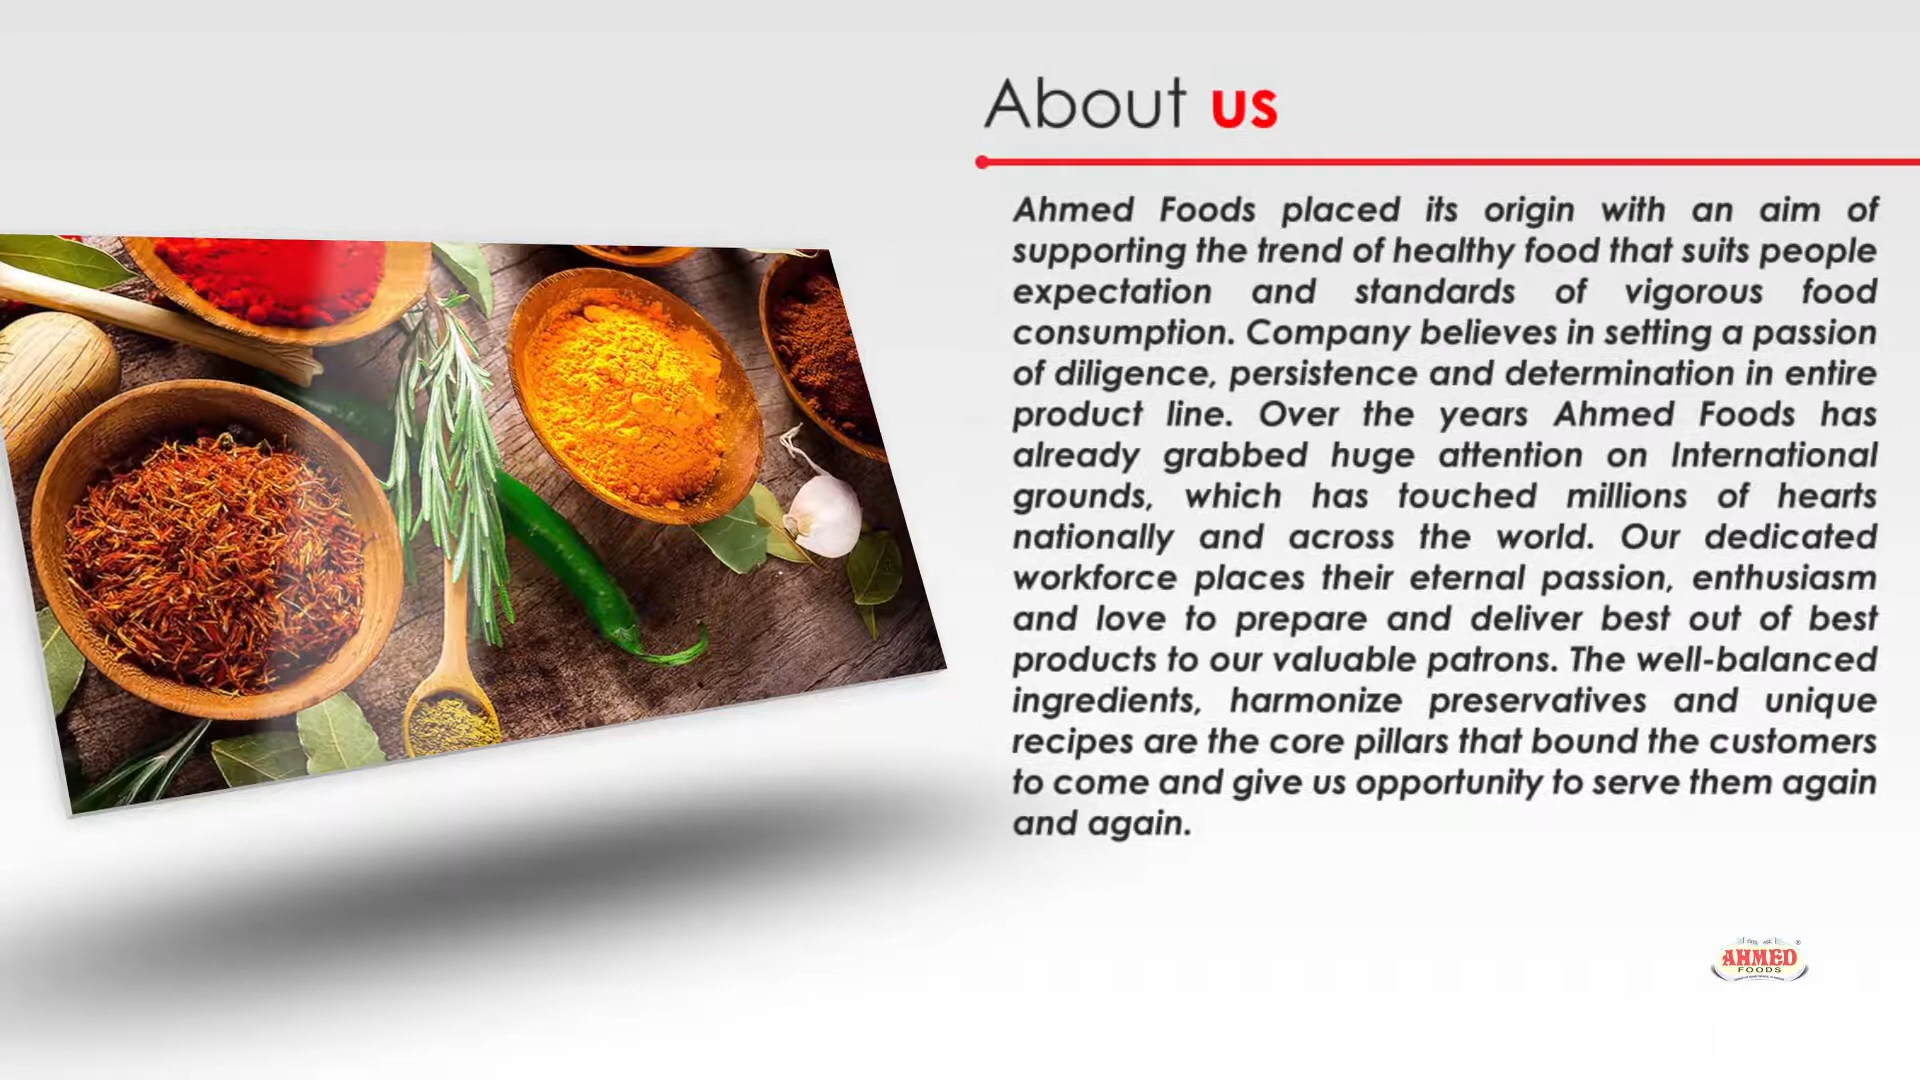 About us
Ahmed Foods placed its origin with an aim of
supporting the trend of healthy food that suits people
expectation and standards of vigorous food
consumption. Company believes in setting a passion
of diligence, persistence and determination in entire
product line. Over the years Ahmed Foods has
already grabbed huge attention on International
grounds, which has touched millions of hearts
nationally and across the world. Our dedicated
workforce places their eternal passion, enthusiasm
and love to prepare and deliver best out of best
products to our valuable patrons. The well-balanced
ingredients, harmonize preservatives and unique
recipes are the core pillars that bound the customers
to come and give us opportunity to serve them again
and again.
AHMED
FOODS